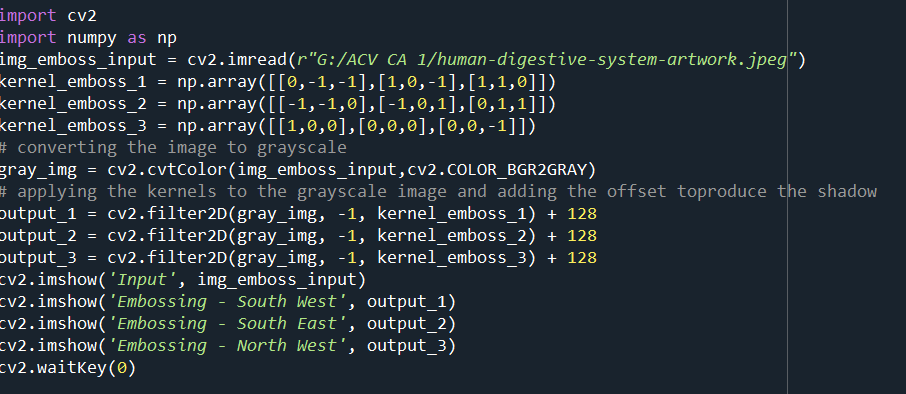 import cv2
import numpy as np
img_emboss_input = cv2.imread(r"G:/ACV CA 1/human-digestive-system-artwork.jpeg")
kernel_emboss_1 = np.array([[0,-1,-1],[1,0,-1],[1,1,0]])
kernel_emboss_2 = np.array([[-1,-1,0],[-1,0,1],[0,1,1]])
kernel_emboss_3 = np.array([[1,0,0],[0,0,0],[0,0,-1]])
# converting the image to grayscale
gray_img = cv2.cvtColor(img_emboss_input,cv2.COLOR_BGR2GRAY)
# applying the kernels to the grayscale image and adding the offset toproduce the shadow
output_1 = cv2.filter2D(gray_img, -1, kernel_emboss_1) + 128
output_2 = cv2.filter2D(gray_img, -1, kernel_emboss_2) + 128
output_3 = cv2.filter2D(gray_img, -1, kernel_emboss_3) + 128
cv2.imshow('Input', img_emboss_input)
cv2.imshow('Embossing - South West', output_1)
cv2.imshow('Embossing - South East', output_2)
cv2.imshow('Embossing - North West', output_3)
cv2.waitKey(0)